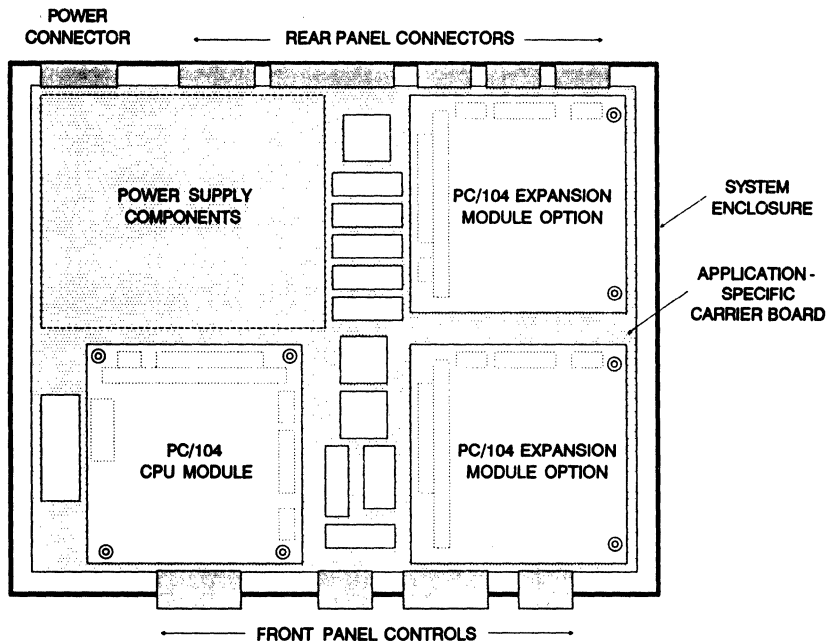 POWER
CONNECTOR
REAR PANEL CONNECTORS
POWER SUPPLY
COMPONENTS
PC/104 EXPANSION
MODULE OPTION
SYSTEM
ENCLOSURE
APPLICATION -
SPECIFIC
CARRIER BOARD
PC/104
CPU MODULE
PC/104 EXPANSION
MODULE OPTION
FRONT PANEL CONTROLS